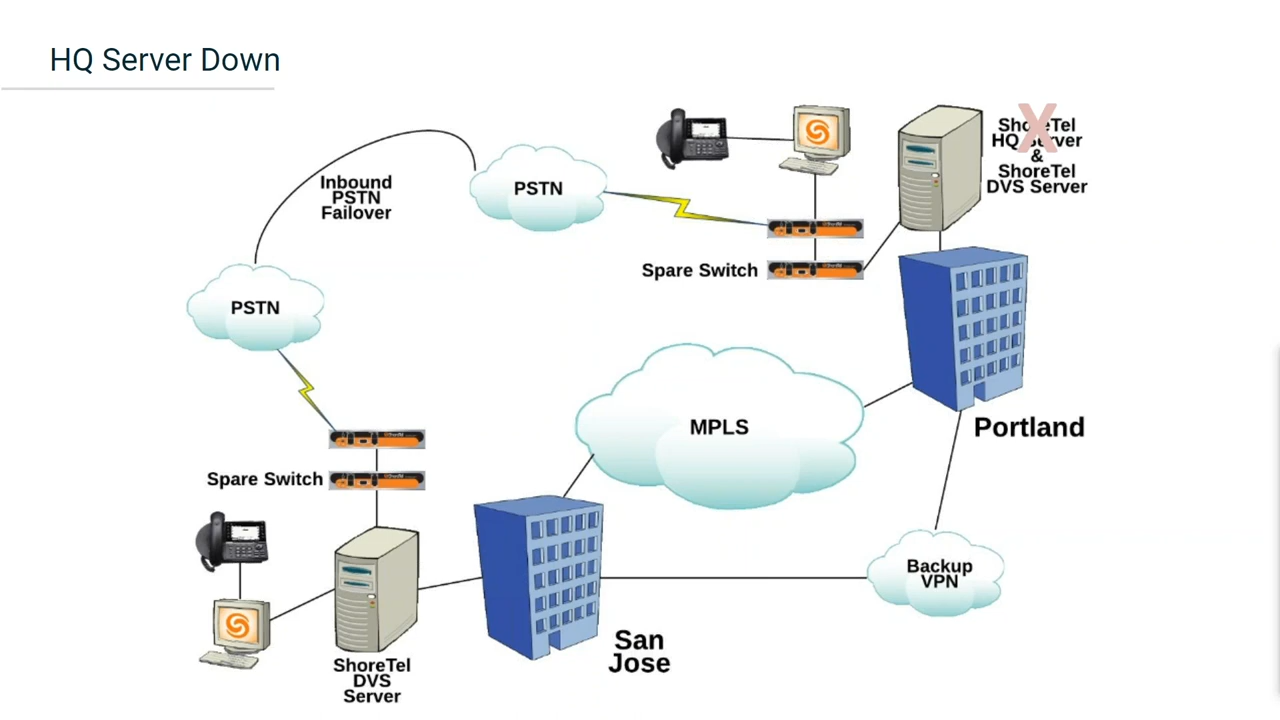 HQ Server Down
ShoreTel
HQ Server
&
ShoreTel
DVS Server
Inbound
PSTN
Failover
PSTN
Spare Switch
PSTN
MPLS
Portland
Spare Switch
Backup
VPN
San
Jose
ShoreTel
DVS
Server